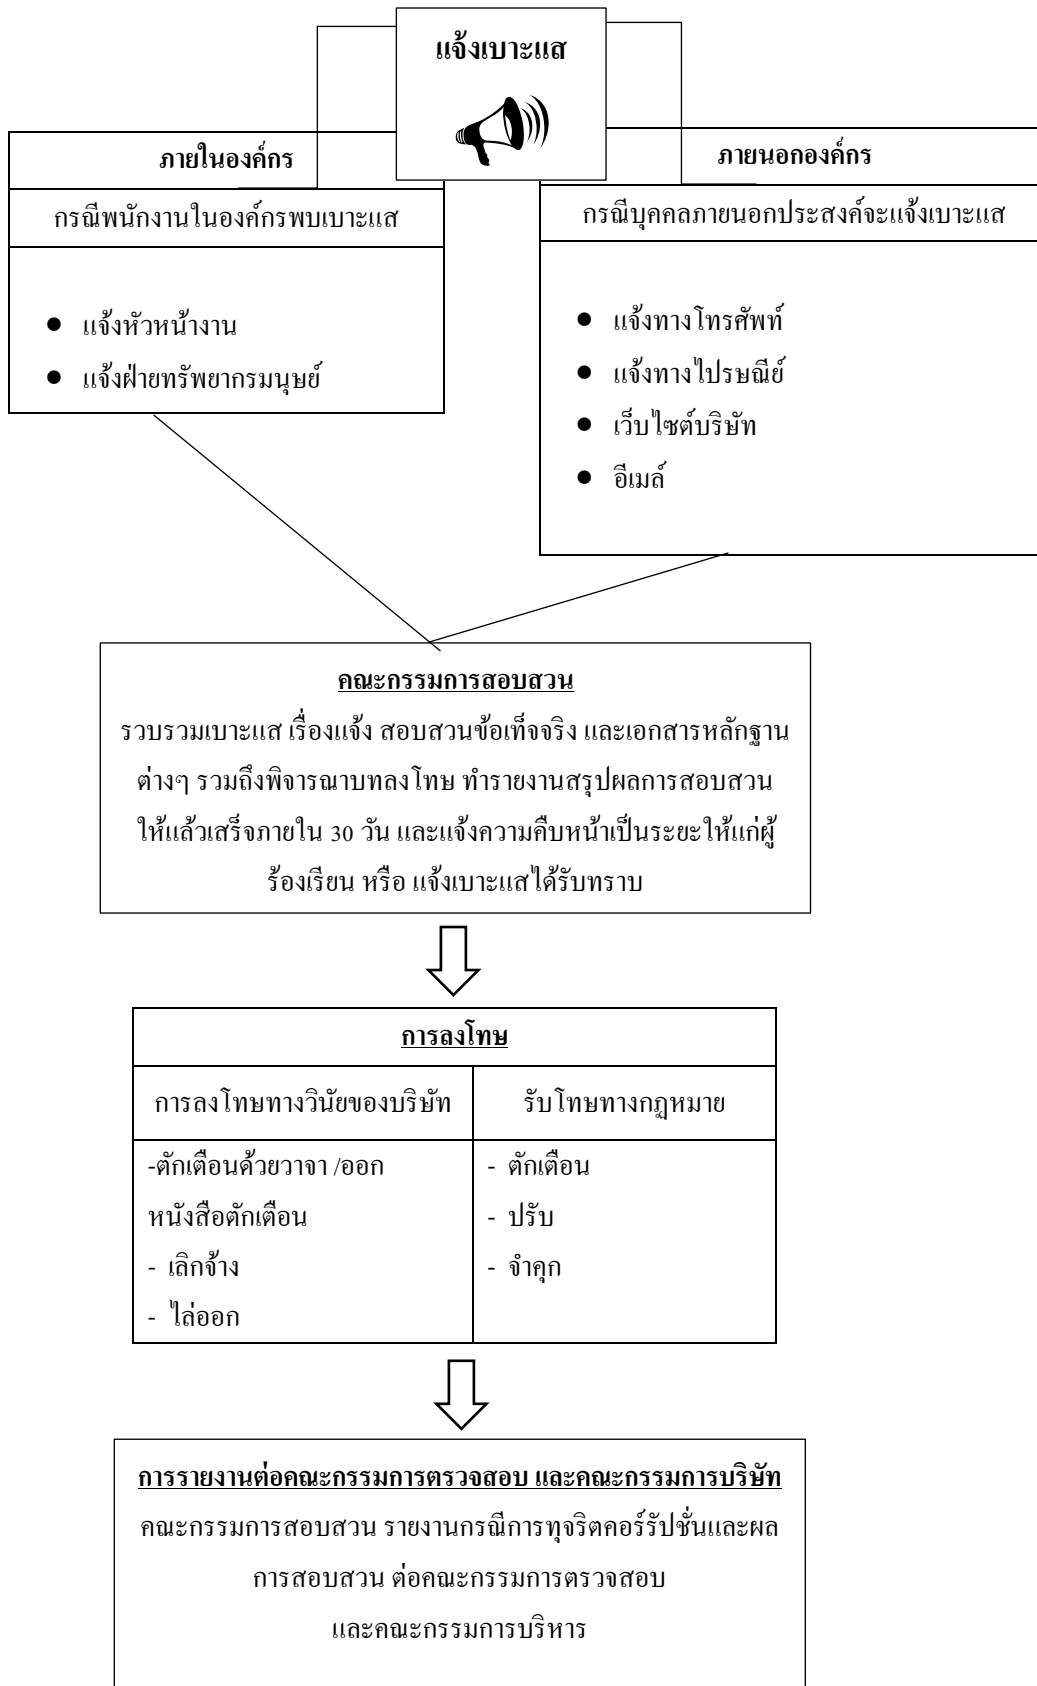 แจ้งเบาะแส
ภายในองค์กร
กรณีพนักงานในองค์กรพบเบาะแส
● แจ้งหัวหน้างาน
● แจ้งฝ่ายทรัพยากรมนุษย์
ภายนอกองค์กร
กรณีบุคคลภายนอกประสงค์จะแจ้งเบาะแส
● แจ้งทางโทรศัพท์
● แจ้งทางไปรษณีย์
● เว็บไซต์บริษัท
● อีเมล์
คณะกรรมการสอบสวน
รวบรวมเบาะแส เรื่องแจ้ง สอบสวนข้อเท็จจริง และเอกสารหลักฐาน
ต่างๆ รวมถึงพิจารณาบทลงโทษ ทำรายงานสรุปผลการสอบสวน
ให้แล้วเสร็จภายใน 30 วัน และแจ้งความคืบหน้าเป็นระยะให้แก่ผู้
ร้องเรียน หรือ แจ้งเบาะแสได้รับทราบ
การลงโทษ
การลงโทษทางวินัยของบริษัท
-ตักเตือนด้วยวาจา /ออก
หนังสือตักเตือน
- เลิกจ้าง
- ไล่ออก
รับโทษทางกฎหมาย
- ตักเตือน
- ปรับ
- จำคุก
การรายงานต่อคณะกรรมการตรวจสอบ และคณะกรรมการบริษัท
คณะกรรมการสอบสวน รายงานกรณีการทุจริตคอร์รัปชั่นและผล
การสอบสวน ต่อคณะกรรมการตรวจสอบ
และคณะกรรมการบริหาร